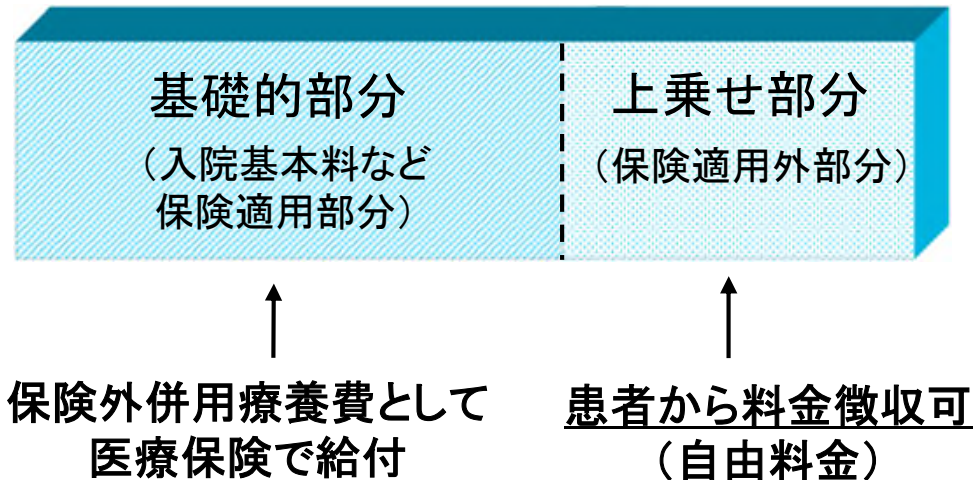 基礎的部分
（入院基本料など
保険適用部分）
上乗せ部分
（保険適用外部分）
保険外併用療養費として
医療保険で給付
患者から料金徴収可
（自由料金）